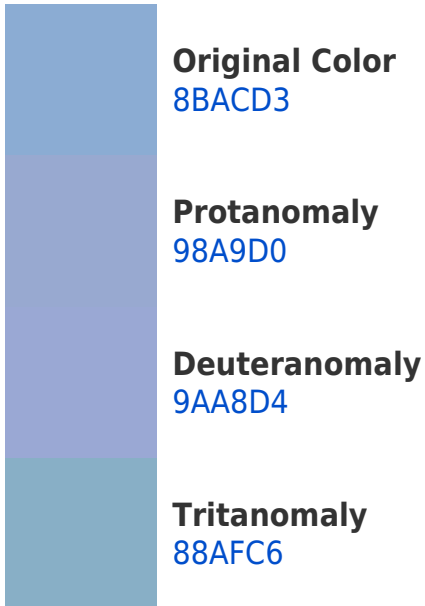 Original Color
8BACD3
Protanomaly
98A9D0
Deuteranomaly
9AA8D4
Tritanomaly
88AFC6